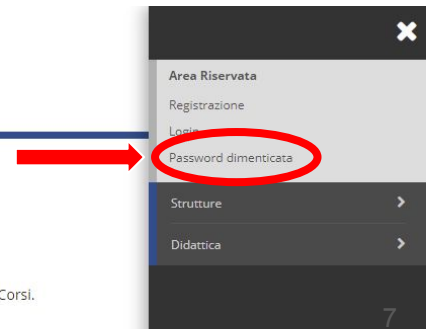 Area Riservata
Registrazione
Login
Password dimenticata
Strutture
Didattica
Corsi.
7